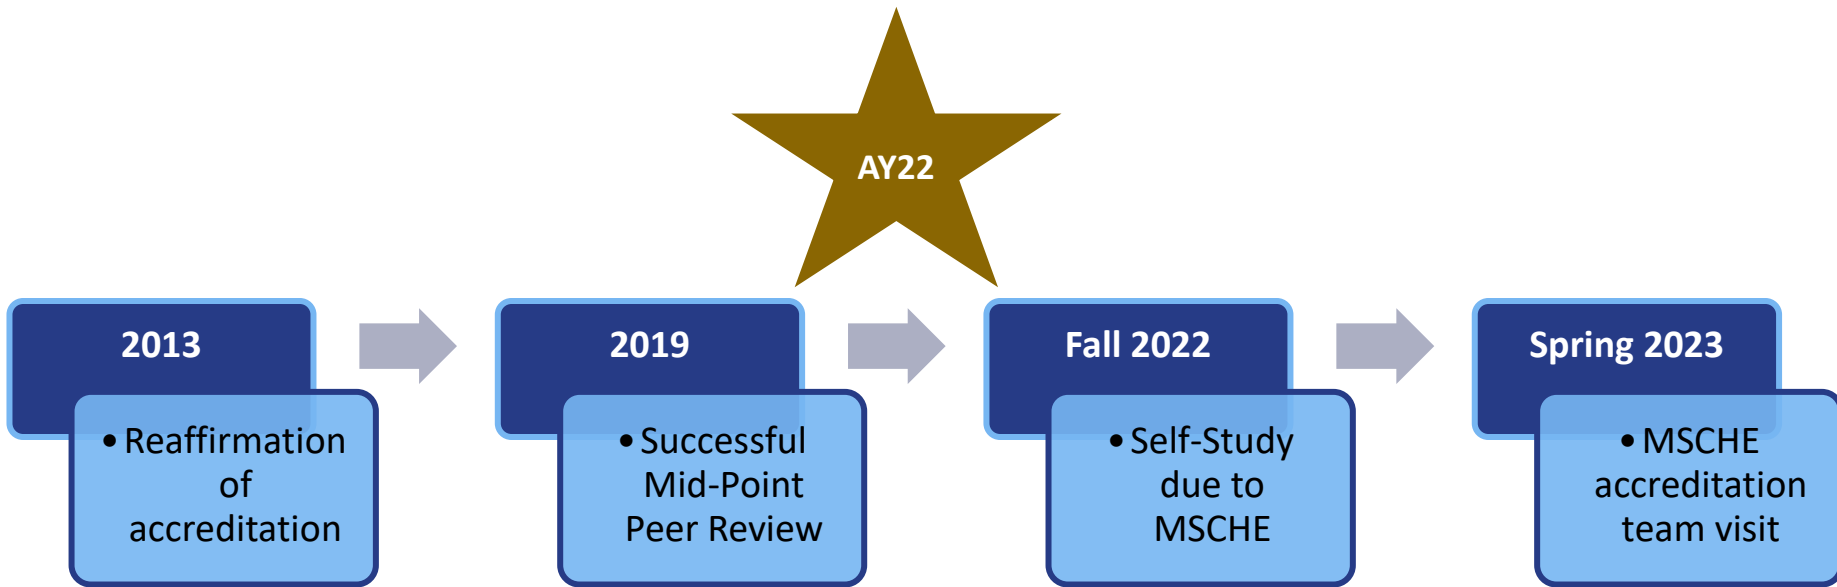 AY22
2013
• Reaffirmation
of
accreditation
2019
• Successful
Mid-Point
Peer Review
Fall 2022
• Self-Study
due to
MSCHE
Spring 2023
• MSCHE
accreditation
team visit